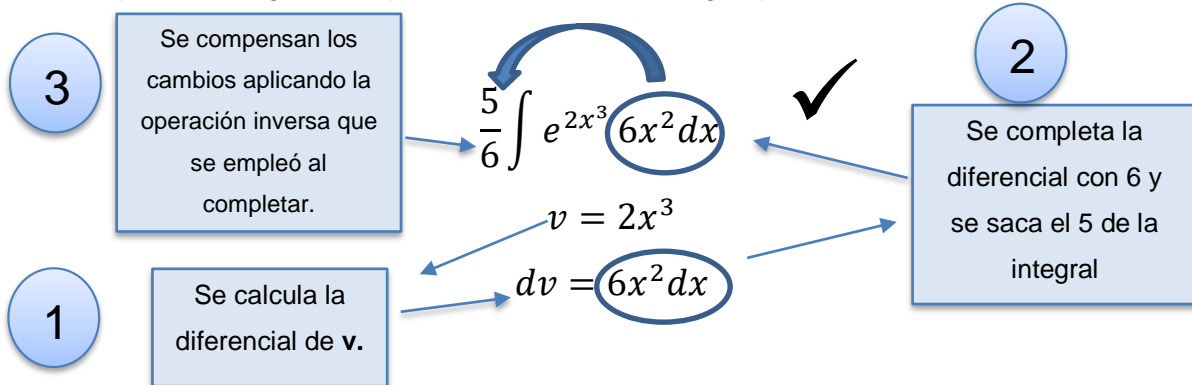 3
Se compensan los
cambios aplicando la
operación inversa que
se empleó al
completar.
5/6 ∫ e^{2x^3} 6x^2 dx
v = 2x^3
dv = 6x^2 dx
2
Se completa la
diferencial con 6 y
se saca el 5 de la
integral
1
Se calcula la
diferencial de v.